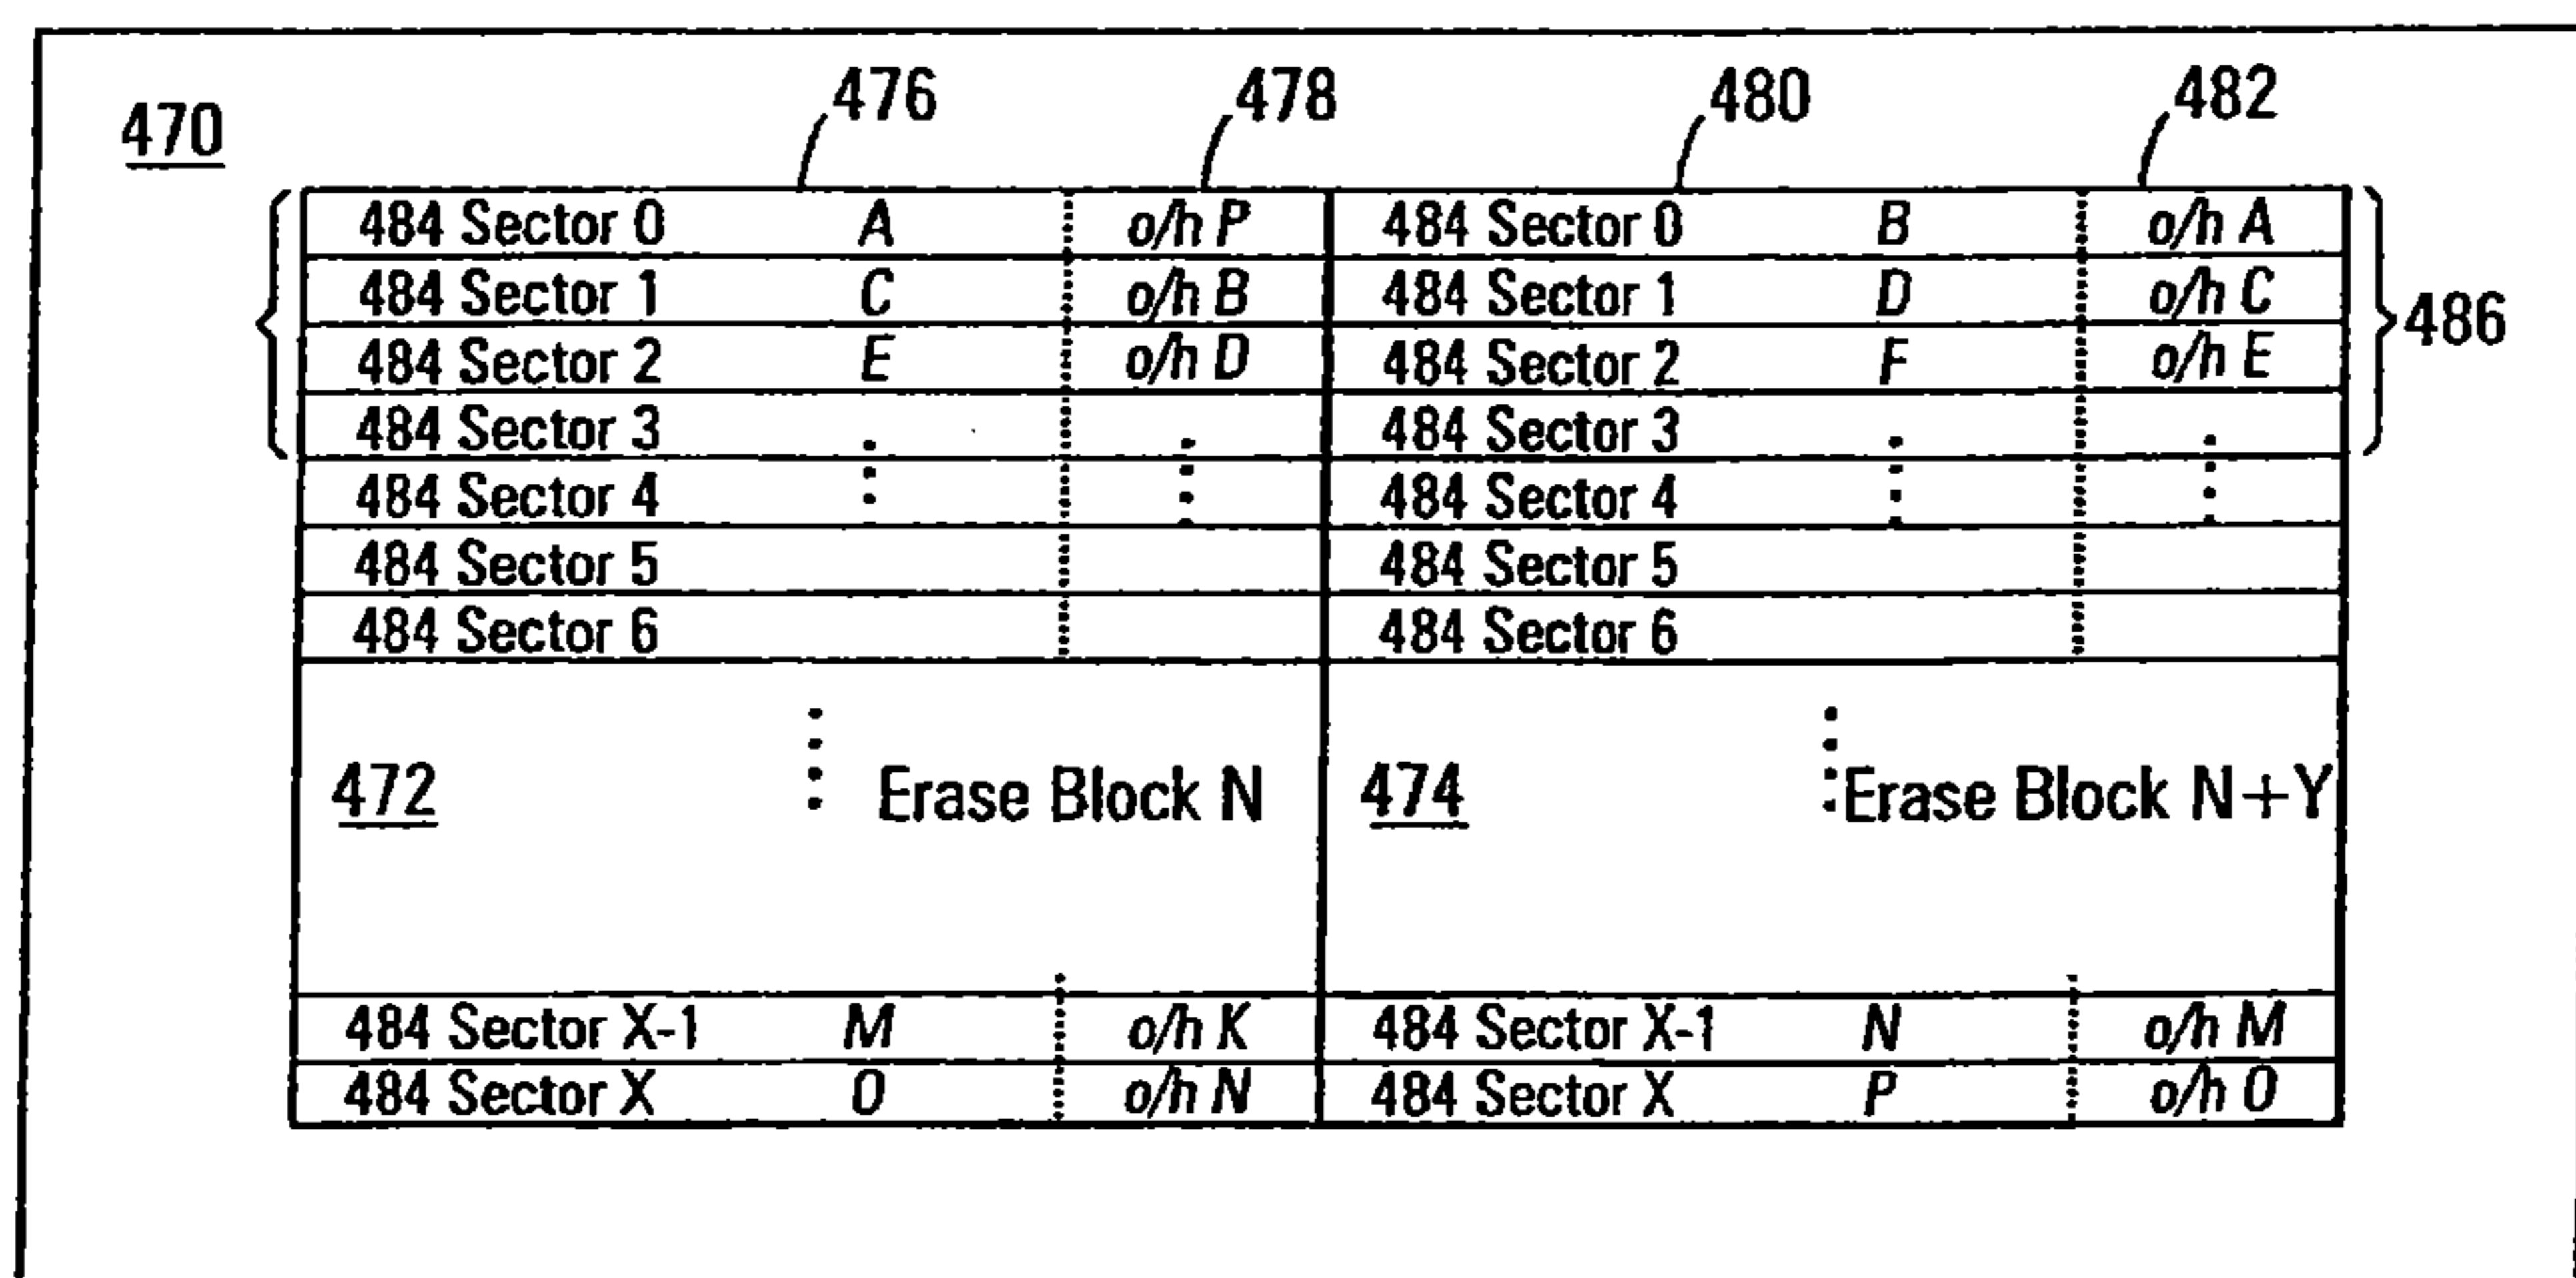 470 476 478 480 482
484 Sector 0 A o/h P 484 Sector 0 B o/h A
484 Sector 1 C o/h B 484 Sector 1 D o/h C
486
484 Sector 2 E o/h D 484 Sector 2 F o/h E
484 Sector 3 484 Sector 3
484 Sector 4 484 Sector 4
484 Sector 5 484 Sector 5
484 Sector 6 484 Sector 6
472 Erase Block N 474 Erase Block N+Y
484 Sector X-1 M o/h K 484 Sector X-1 N o/h M
484 Sector X O o/h N 484 Sector X P o/h O